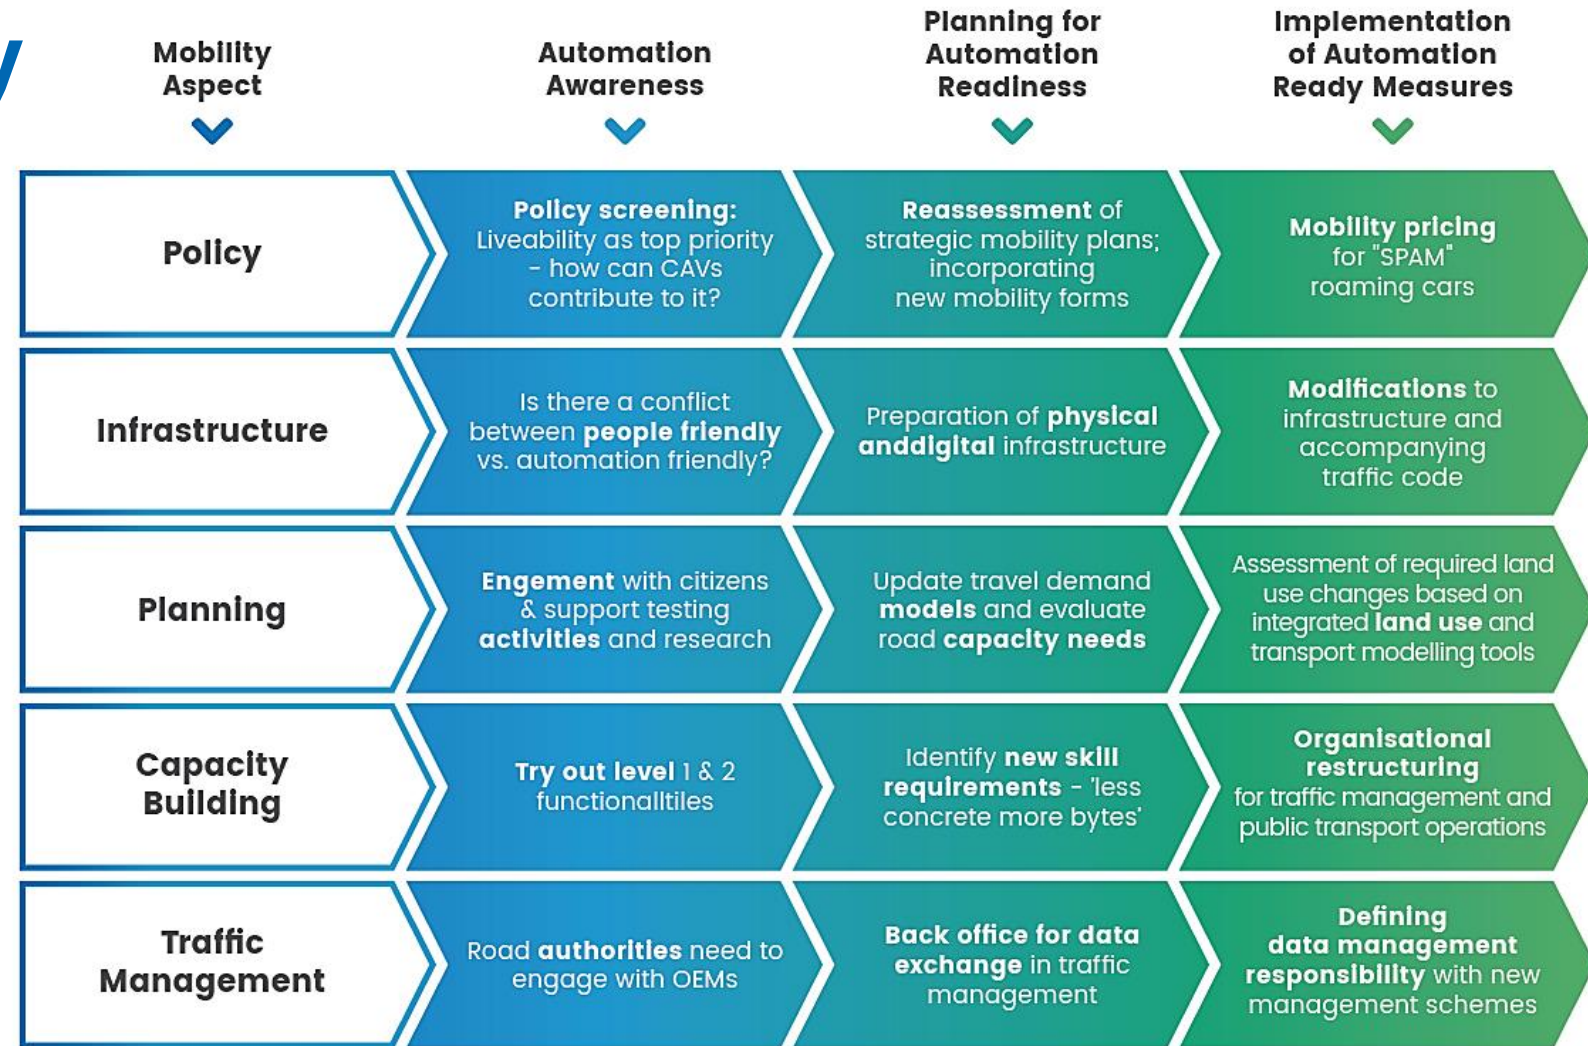 y
Mobility
Aspect
Automation
Awareness
Planning for
Automation
Readiness
Implementation
of Automation
Ready Measures
Policy
Policy screening:
Liveability as top priority
- how can CAVs
contribute to it?
Reassessment of
strategic mobility plans;
incorporating
new mobility forms
Mobility pricing
for "SPAM"
roaming cars
Infrastructure
Is there a conflict
between people friendly
vs. automation friendly?
Preparation of physical
anddigital infrastructure
Modifications to
infrastructure and
accompanying
traffic code
Planning
Engement with citizens
& support testing
activities and research
Update travel demand
models and evaluate
road capacity needs
Assessment of required land
use changes based on
integrated land use and
transport modelling tools
Capacity
Building
Try out level 1 & 2
functionalltiles
Identify new skill
requirements - 'less
concrete more bytes'
Organisational
restructuring
for traffic management and
public transport operations
Traffic
Management
Road authorities need to
engage with OEMs
Back office for data
exchange in traffic
management
Defining
data management
responsibility with new
management schemes